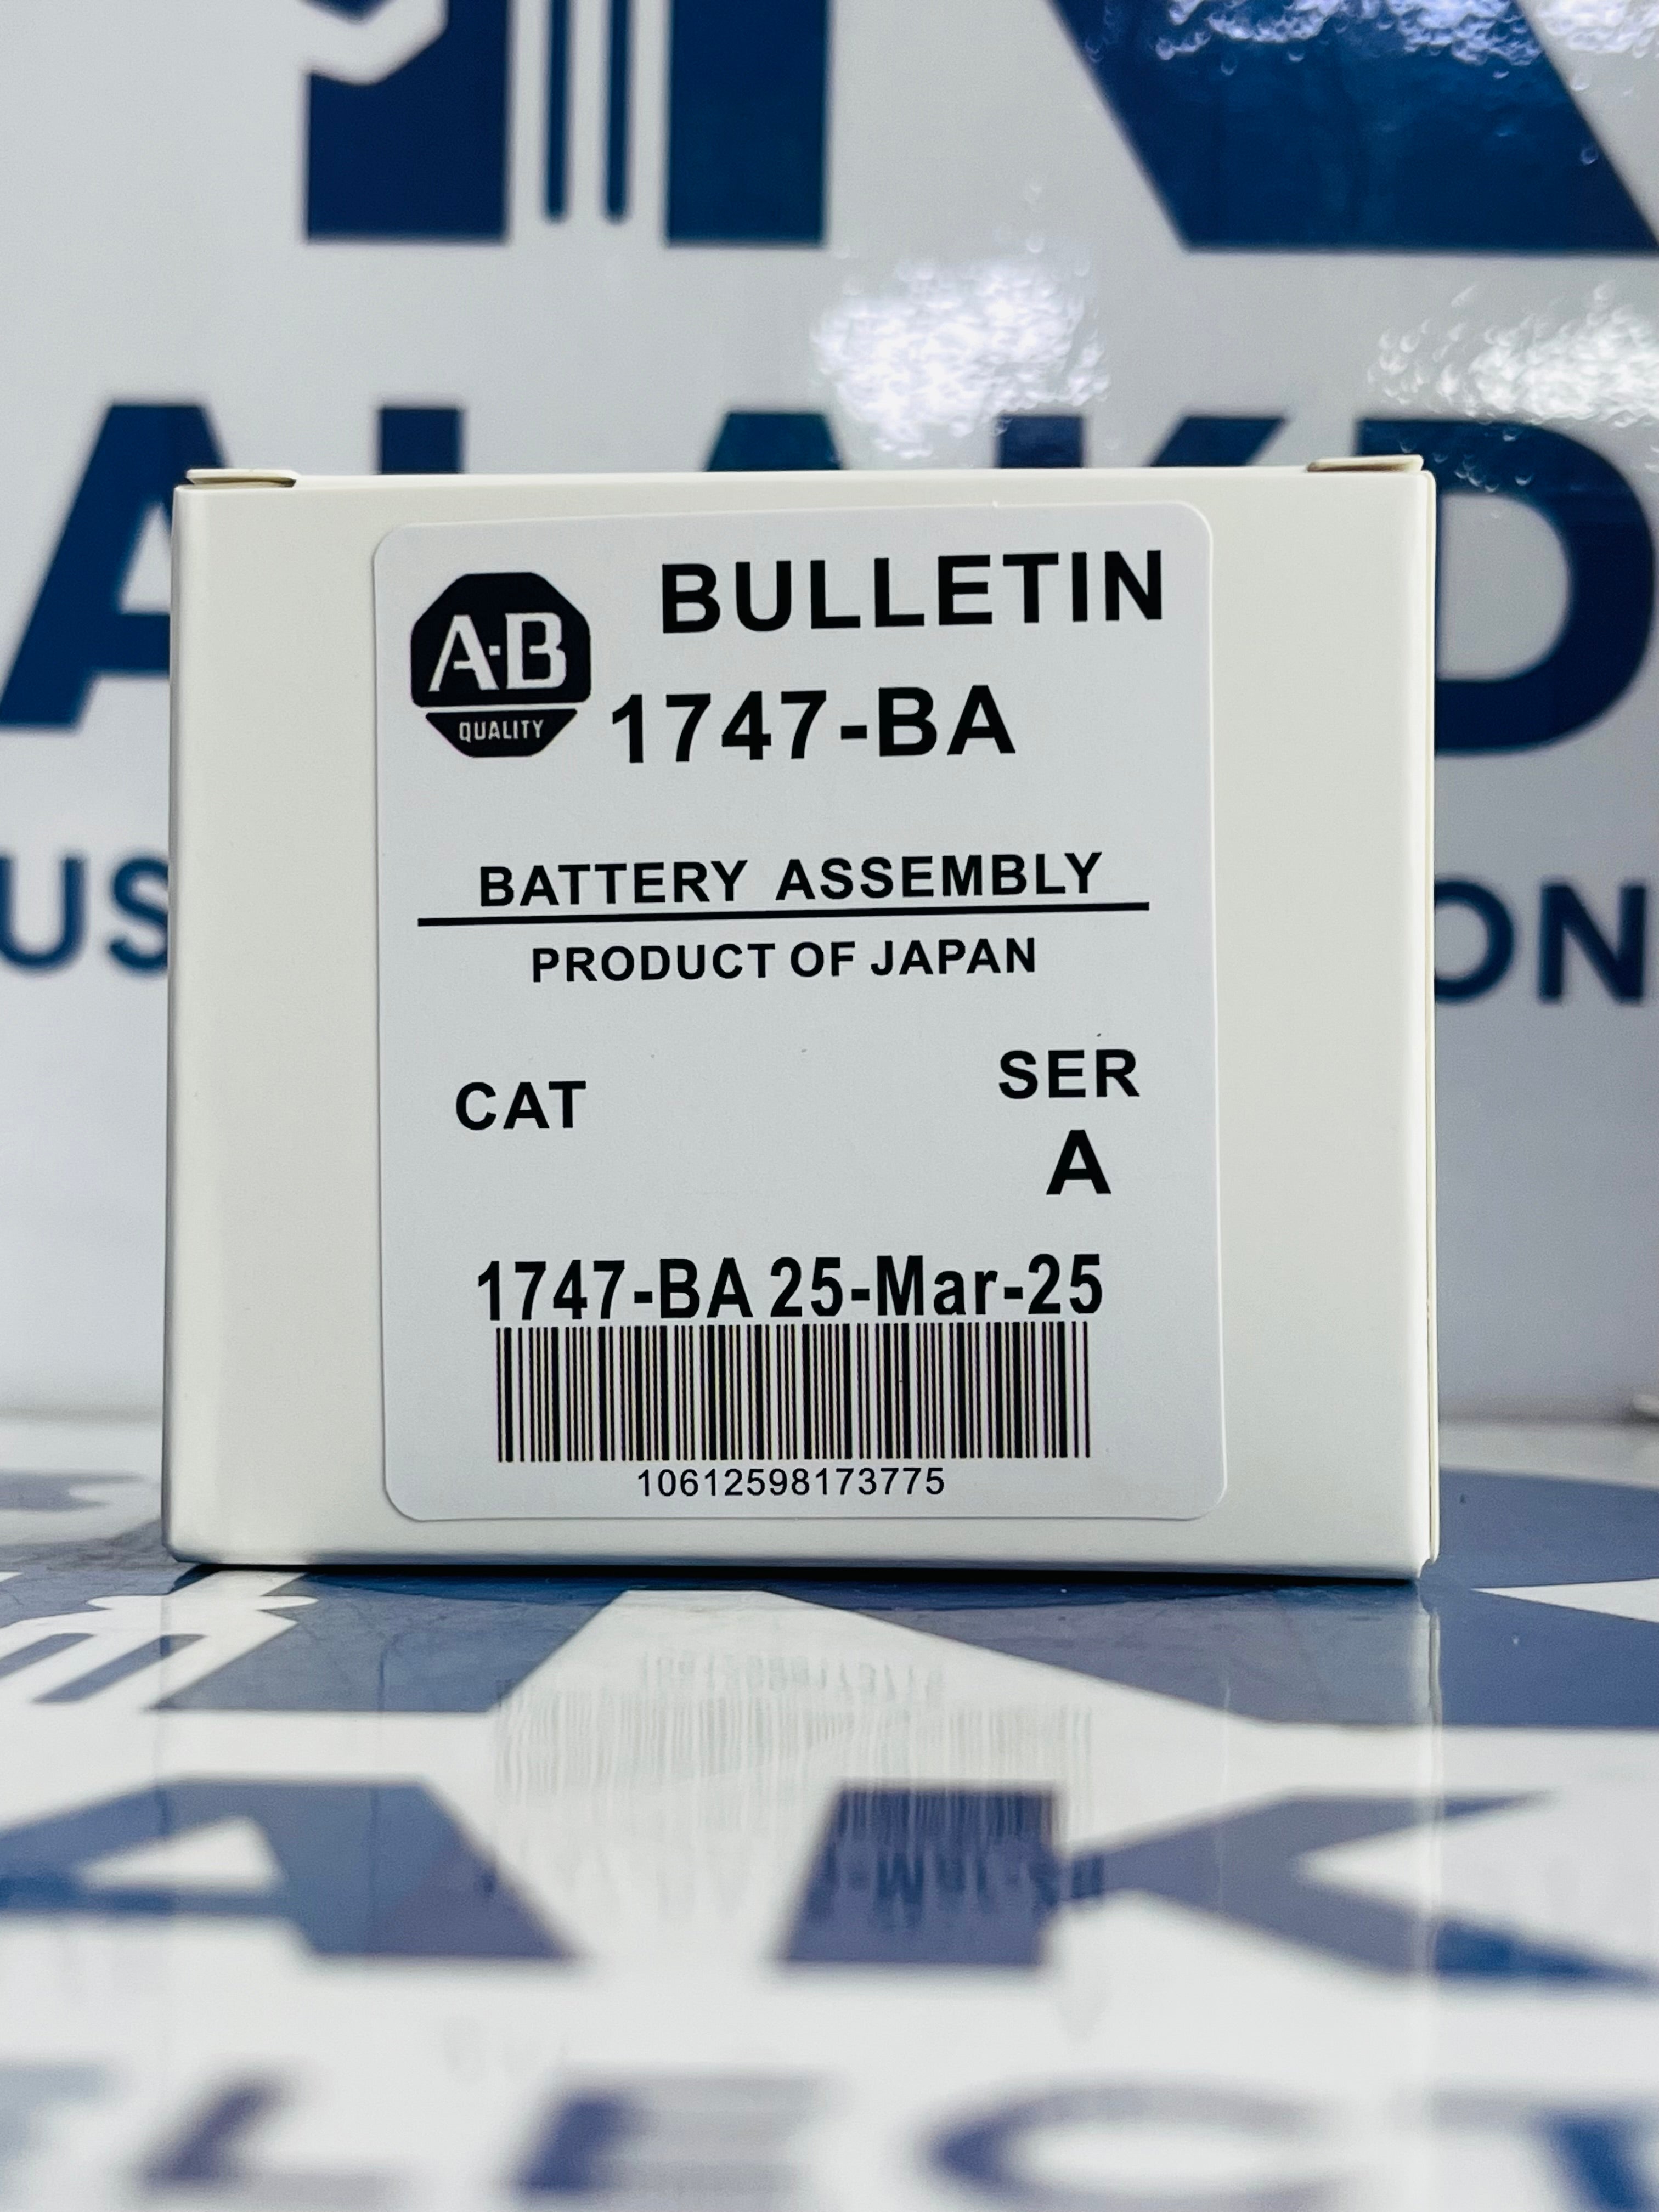 A-B
QUALITY
BULLETIN
1747-BA
BATTERY ASSEMBLY
PRODUCT OF JAPAN
CAT
SER
A
1747-BA 25-Mar-25
10612598173775